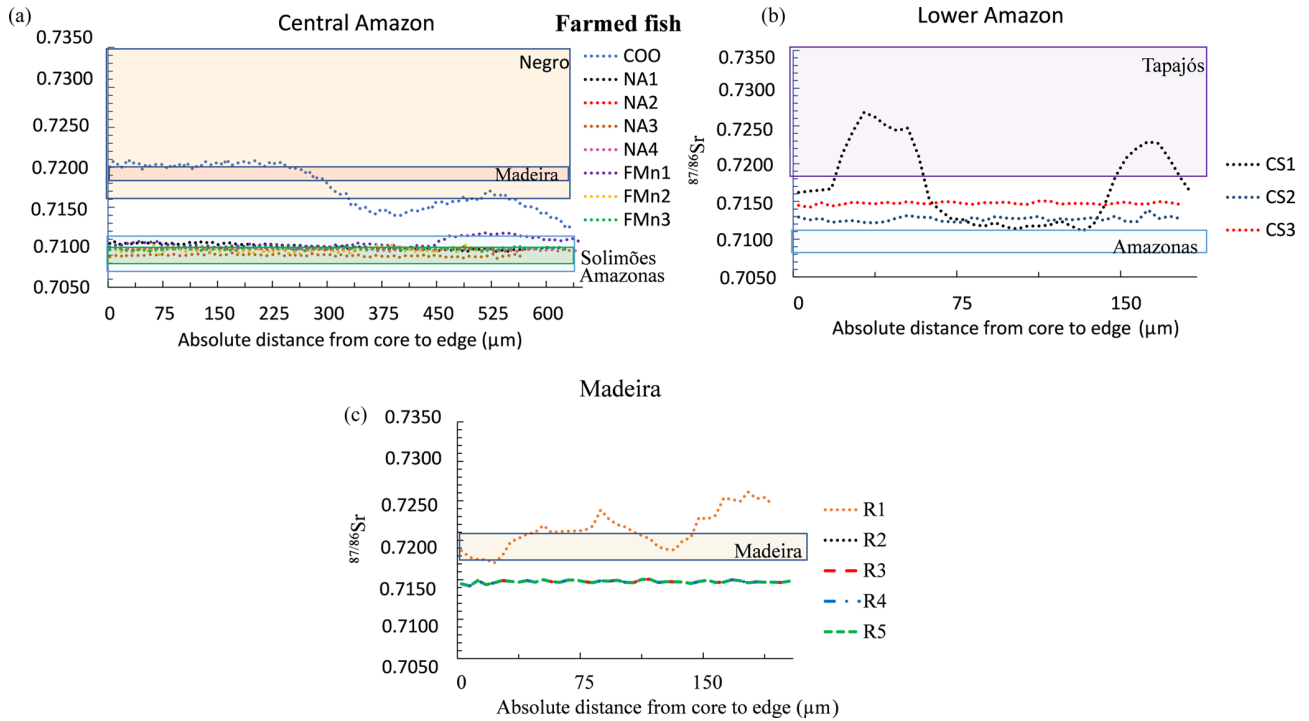 (a)
Central Amazon
Farmed fish
0.7350
0.7300
0.7250
0.7200
0.7150
0.7100
0.7050
Negro
Madeira
Solimões
Amazonas
0 75 150 225 300 375 450 525 600
Absolute distance from core to edge (µm)
COO
NA1
NA2
NA3
NA4
FMn1
FMn2
FMn3
(b)
Lower Amazon
87/86Sr
0.7350
0.7300
0.7250
0.7200
0.7150
0.7100
0.7050
Tapajós
Amazonas
0 75 150
Absolute distance from core to edge (µm)
CS1
CS2
CS3
Madeira
(c)
87/86Sr
0.7350
0.7300
0.7250
0.7200
0.7150
0.7100
0.7050
Madeira
0 75 150
Absolute distance from core to edge (µm)
R1
R2
R3
R4
R5